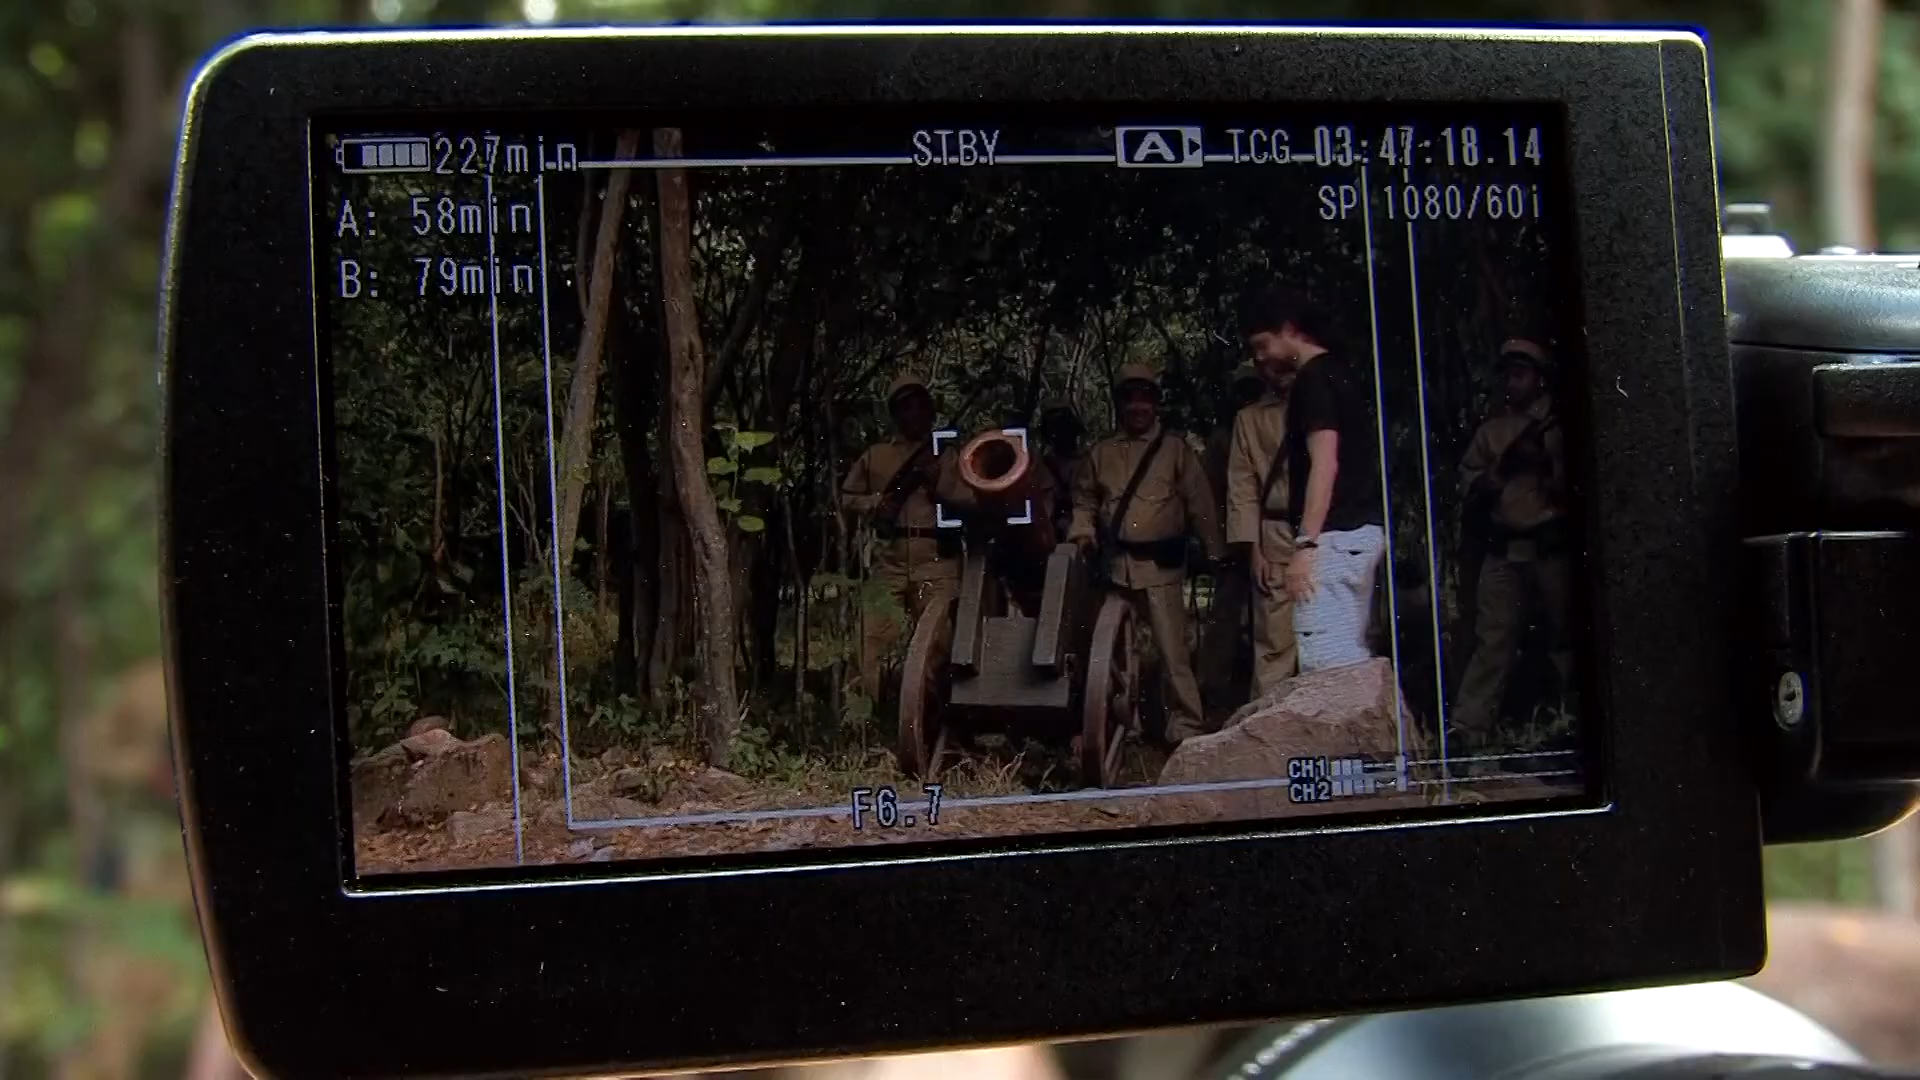 227min STBY A TCG 03:47:18.14
A: 58min SP 1080/60i
B: 79min
F6.7
CH1
CH2